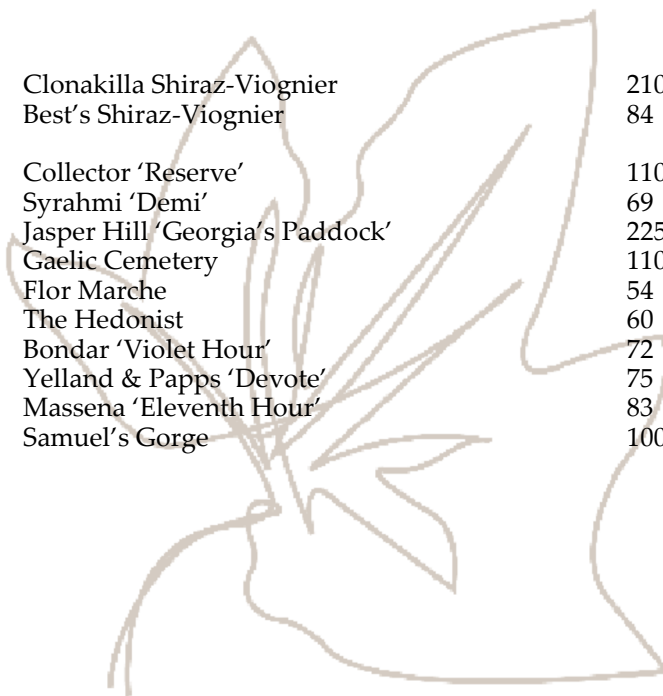 Clonakilla Shiraz-Viognier 210
Best’s Shiraz-Viognier 84
Collector ‘Reserve’ 110
Syrahmi ‘Demi’ 69
Jasper Hill ‘Georgia’s Paddock’ 225
Gaelic Cemetery 110
Flor Marche 54
The Hedonist 60
Bondar ‘Violet Hour’ 72
Yelland & Papps ‘Devote’ 75
Massena ‘Eleventh Hour’ 83
Samuel’s Gorge 100